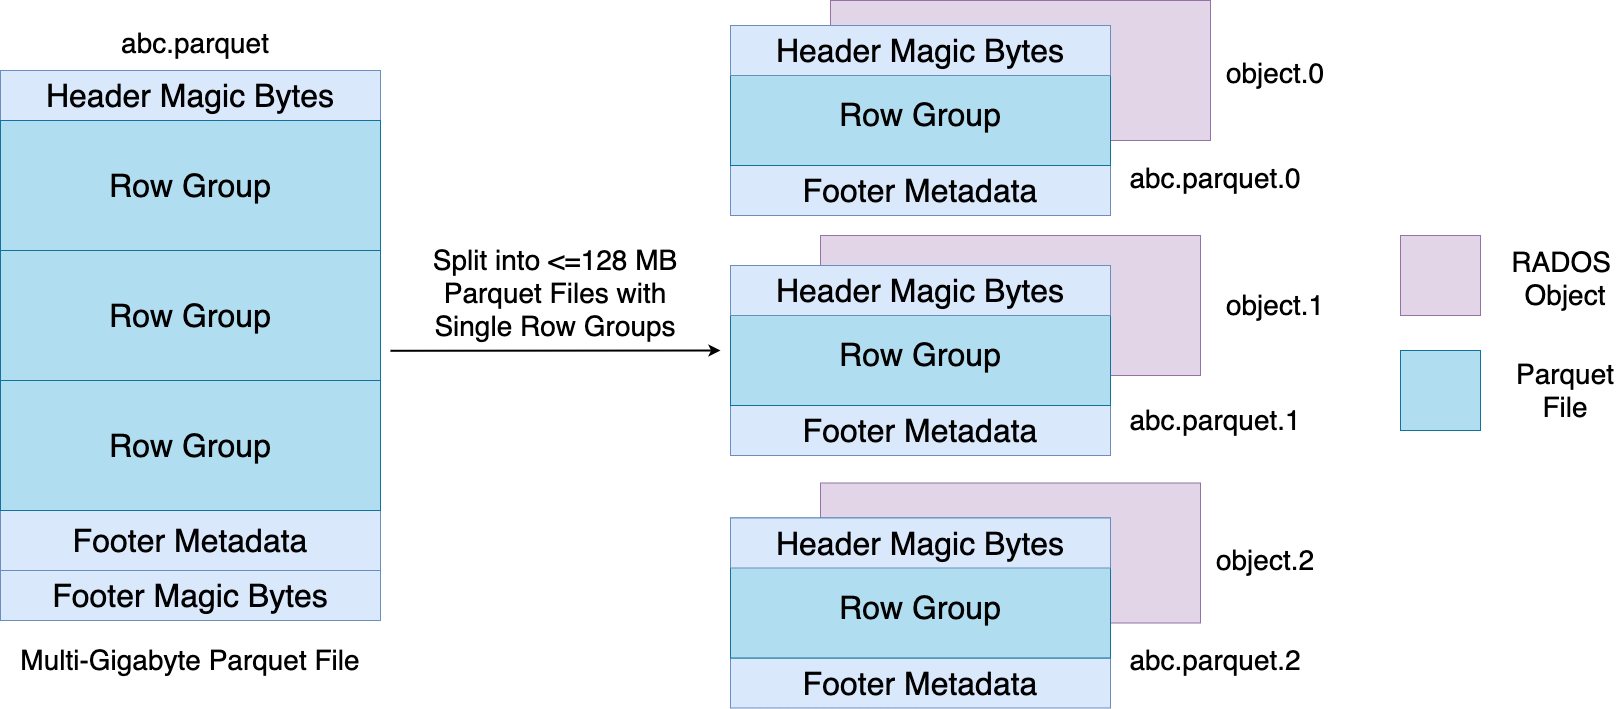 abc.parquet
Header Magic Bytes
Row Group
Row Group
Row Group
Footer Metadata
Footer Magic Bytes
Multi-Gigabyte Parquet File
Split into <=128 MB
Parquet Files with
Single Row Groups
Header Magic Bytes
Row Group
Footer Metadata
object.0
abc.parquet.0
Header Magic Bytes
Row Group
Footer Metadata
object.1
abc.parquet.1
Header Magic Bytes
Row Group
Footer Metadata
object.2
abc.parquet.2
RADOS
Object
Parquet
File